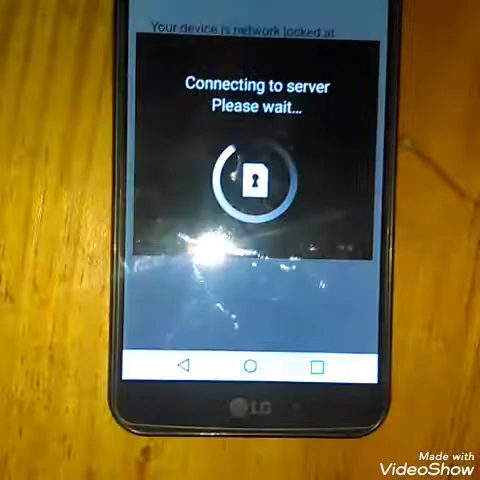 Your device is network locked at
Connecting to server
Please wait...
LG
Made with
VideoShow